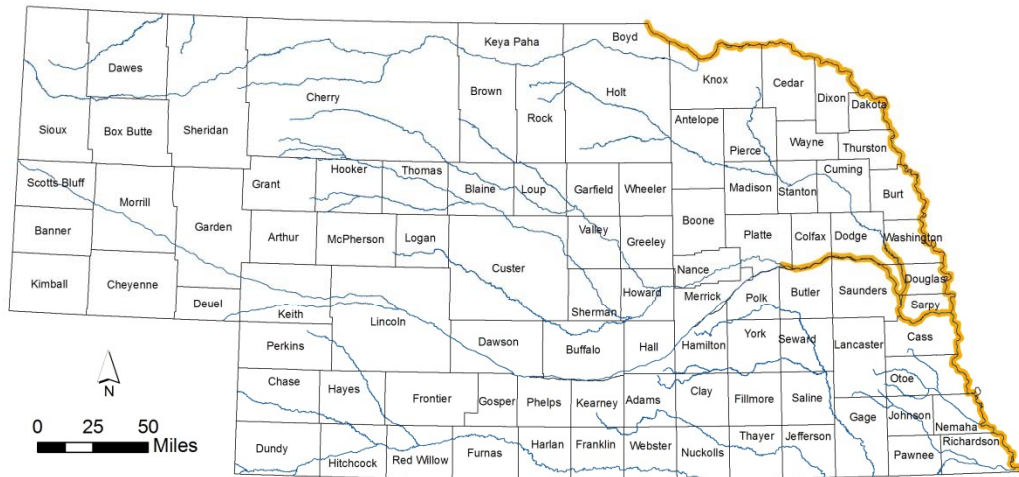 Boyd
Keya Paha
Dawes
Knox
Cedar
Cherry
Brown
Holt
Dixon
Dakota
Rock
Antelope
Sioux
Box Butte
Sheridan
Pierce
Wayne
Thurston
Cuming
Scotts Bluff
Grant
Hooker
Thomas
Blaine
Loup
Garfield
Wheeler
Madison
Stanton
Burt
Morrill
Garden
Boone
Banner
Arthur
McPherson
Logan
Valley
Greeley
Platte
Colfax
Dodge
Washington
Custer
Nance
Kimball
Cheyenne
Douglas
Howard
Merrick
Polk
Butler
Saunders
Deuel
Sarpy
Keith
Lincoln
Sherman
Perkins
Dawson
Buffalo
Hall
Hamilton
York
Seward
Lancaster
Cass
N
Otoe
Chase
Hayes
Frontier
Gosper
Phelps
Kearney
Adams
Clay
Fillmore
Saline
Gage
Johnson
Nemaha
0 25 50
Miles
Richardson
Dundy
Hitchcock
Red Willow
Furnas
Harlan
Franklin
Webster
Nuckolls
Thayer
Jefferson
Pawnee